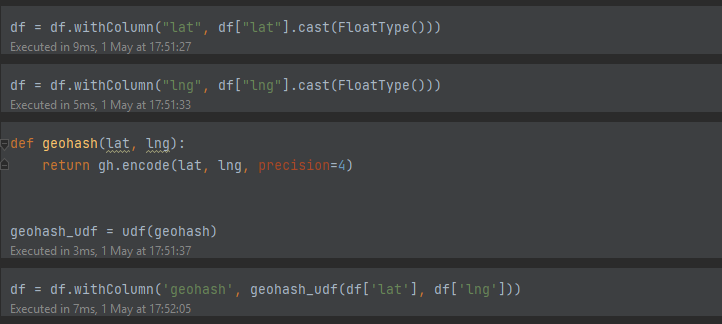 df = df.withColumn("lat", df["lat"].cast(FloatType()))
Executed in 9ms, 1 May at 17:51:27
df = df.withColumn("lng", df["lng"].cast(FloatType()))
Executed in 5ms, 1 May at 17:51:33
def geohash(lat, lng):
    return gh.encode(lat, lng, precision=4)
geohash_udf = udf(geohash)
Executed in 3ms, 1 May at 17:51:37
df = df.withColumn('geohash', geohash_udf(df['lat'], df['lng']))
Executed in 7ms, 1 May at 17:52:05